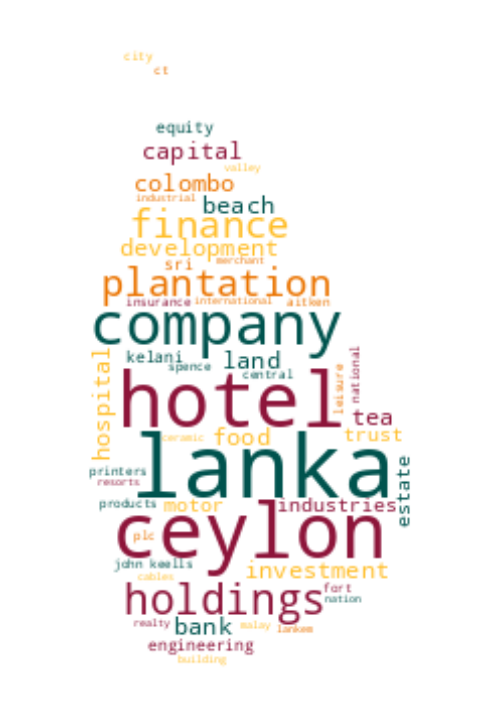 city
ct
equity
capital
valley
colombo
industrial
beach
finance
development
sri
merchant
plantation
insurance
international
aitken
company
kelani
spence
land
central
hospital
hotel
leisure
national
tea
ceramic
food
trust
lanka
printers
resorts
estate
products
motor
industries
ceylon
plc
john keells
cables
investment
holdings
fort
nation
realty
bank
malay
lankem
engineering
building